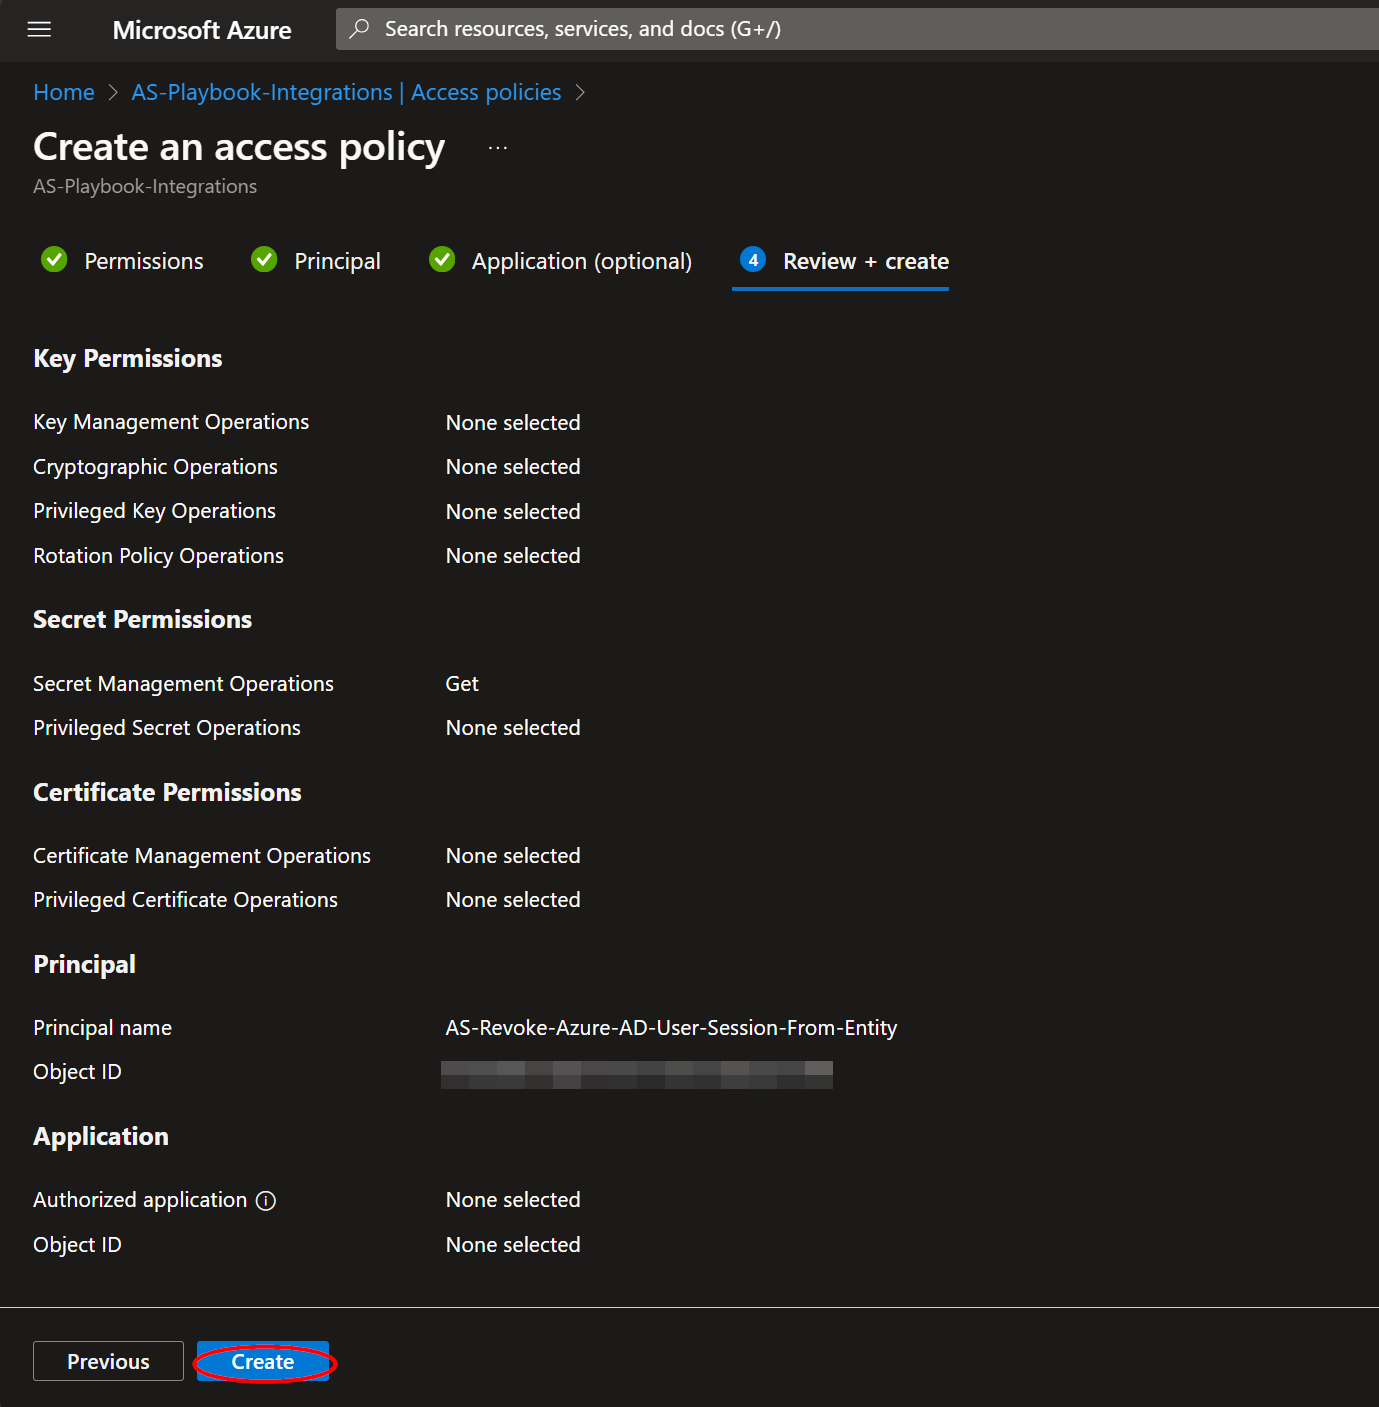 Microsoft Azure
Search resources, services, and docs (G+/)
Home > AS-Playbook-Integrations | Access policies >
Create an access policy ...
AS-Playbook-Integrations
Permissions Principal Application (optional) 4 Review + create
Key Permissions
Key Management Operations None selected
Cryptographic Operations None selected
Privileged Key Operations None selected
Rotation Policy Operations None selected
Secret Permissions
Secret Management Operations Get
Privileged Secret Operations None selected
Certificate Permissions
Certificate Management Operations None selected
Privileged Certificate Operations None selected
Principal
Principal name AS-Revoke-Azure-AD-User-Session-From-Entity
Object ID
Application
Authorized application None selected
Object ID None selected
Previous Create